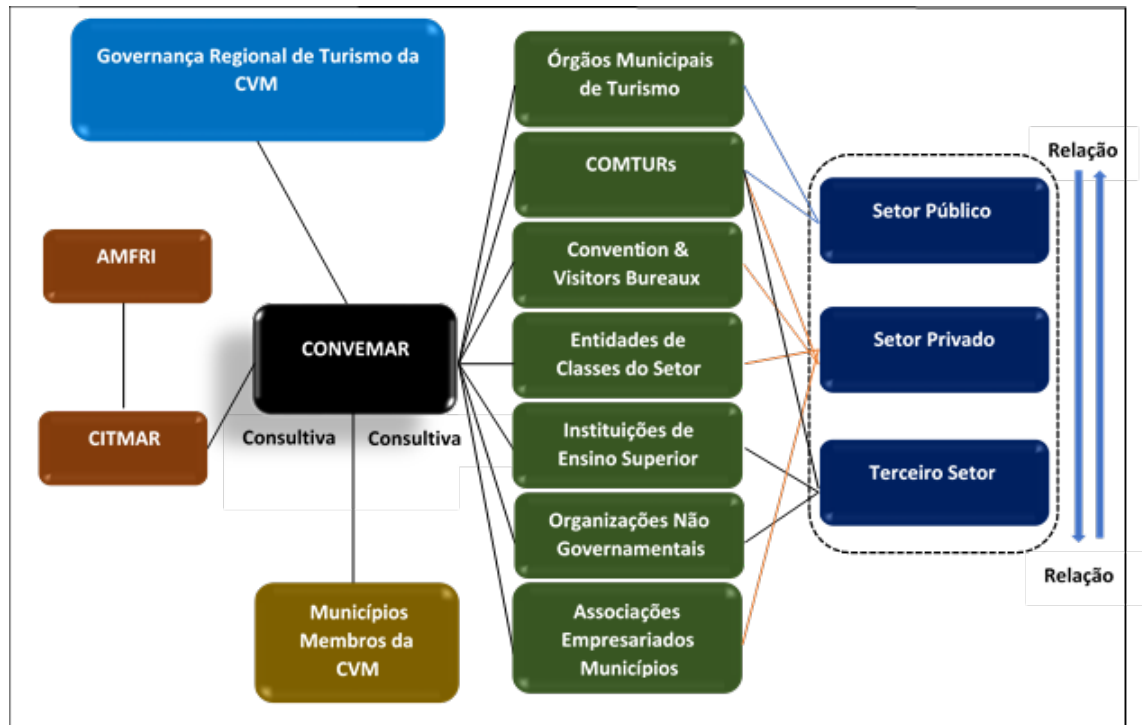 Governança Regional de Turismo da
CVM
AMFRI
CITMAR
CONVEMAR
Consultiva
Consultiva
Municípios
Membros da
CVM
Órgãos Municipais
de Turismo
COMTURs
Convention &
Visitors Bureaux
Entidades de
Classes do Setor
Instituições de
Ensino Superior
Organizações Não
Governamentais
Associações
Empresariados
Municípios
Setor Público
Setor Privado
Terceiro Setor
Relação
Relação